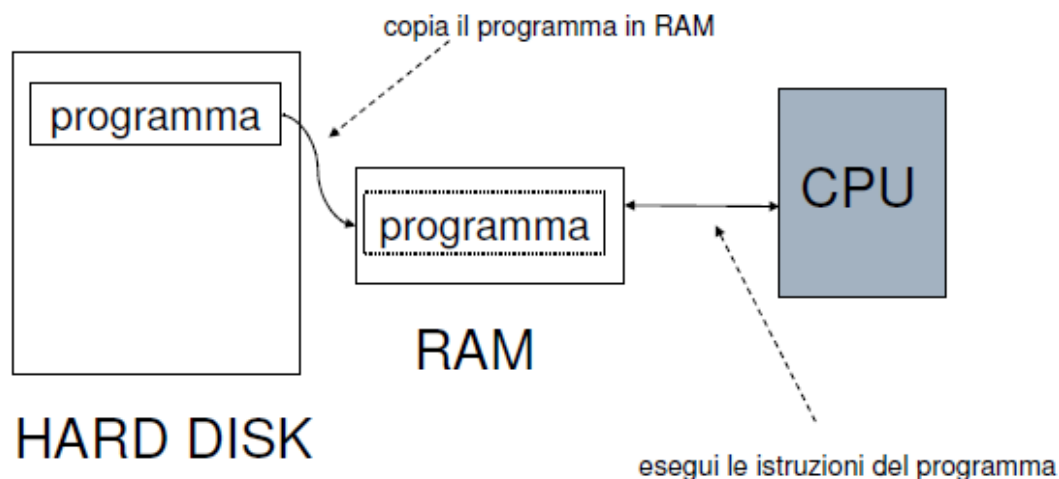 copia il programma in RAM
programma
programma
CPU
RAM
HARD DISK
esegui le istruzioni del programma